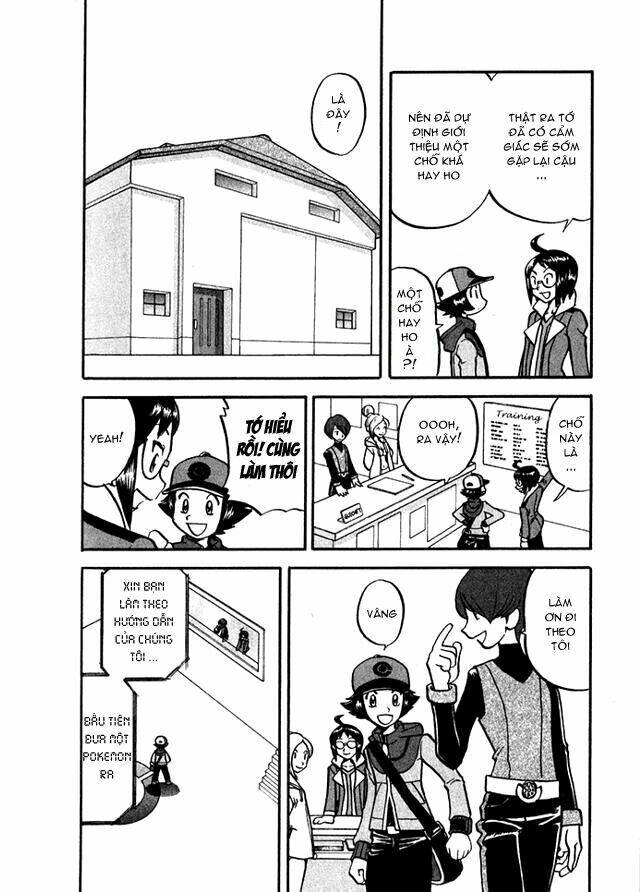 THẬT RA TỚ
ĐÃ CÓ CẢM
GIÁC SẼ SỚM
GẶP LẠI CẬU
...
NÊN ĐÃ DỰ
ĐỊNH GIỚI
THIỆU MỘT
CHỖ KHÁ
HAY HO
MỘT
CHỖ
HAY
HO
À
?!
LÀ
ĐÂY
!
CHỖ
NÀY LÀ
...
Training
OOOH,
RA VẬY!
TỚ HIỂU
RỒI! CÙNG
LÀM THÔI
YEAH!
LÀM
ƠN ĐI
THEO
TÔI
VÂNG
XIN BẠN
LÀM THEO
HƯỚNG DẪN
CỦA CHÚNG
TÔI ...
ĐẦU TIÊN
ĐƯA MỘT
POKEMON
RA